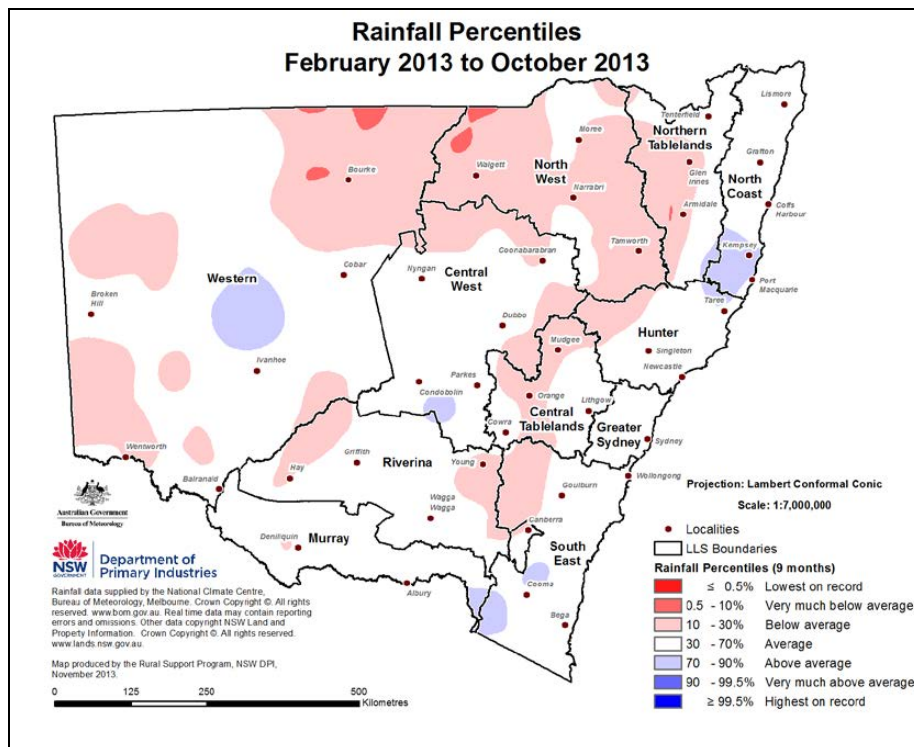 Rainfall Percentiles
February 2013 to October 2013
Lismore
Tenterfield
Northern
Tablelands
Moree
Grafton
North
Coast
Bourke
Walgett
North
West
Glen
Innes
Narrabri
Armidale
Coffs
Harbour
Kempsey
Coonabarabran
Tamworth
Western
Cobar
Nyngan
Central
West
Port
Macquarie
Broken
Hill
Taree
Dubbo
Hunter
Mudgee
Singleton
Ivanhoe
Newcastle
Parkes
Condobolin
Orange
Lithgow
Central
Tablelands
Greater
Sydney
Cowra
Sydney
Wentworth
Griffith
Riverina
Young
Hay
Balranald
Goulburn
Wollongong
Wagga
Wagga
Canberra
Deniliquin
Murray
South
East
Cooma
Albury
Bega
Australian Government
Bureau of Meteorology
NSW
GOVERNMENT
Department of
Primary Industries
Rainfall data supplied by the National Climate Centre,
Bureau of Meteorology, Melbourne. Crown Copyright ©. All rights
reserved. www.bom.gov.au. Real time data may contain reporting
errors and omissions. Other data copyright NSW Land and
Property Information. Crown Copyright ©. All rights reserved.
www.lands.nsw.gov.au.
Map produced by the Rural Support Program, NSW DPI,
November 2013.
0 125 250 500
Kilometres
Projection: Lambert Conformal Conic
Scale: 1:7,000,000
Localities
LLS Boundaries
Rainfall Percentiles (9 months)
≤ 0.5% Lowest on record
0.5 - 10% Very much below average
10 - 30% Below average
30 - 70% Average
70 - 90% Above average
90 - 99.5% Very much above average
≥ 99.5% Highest on record